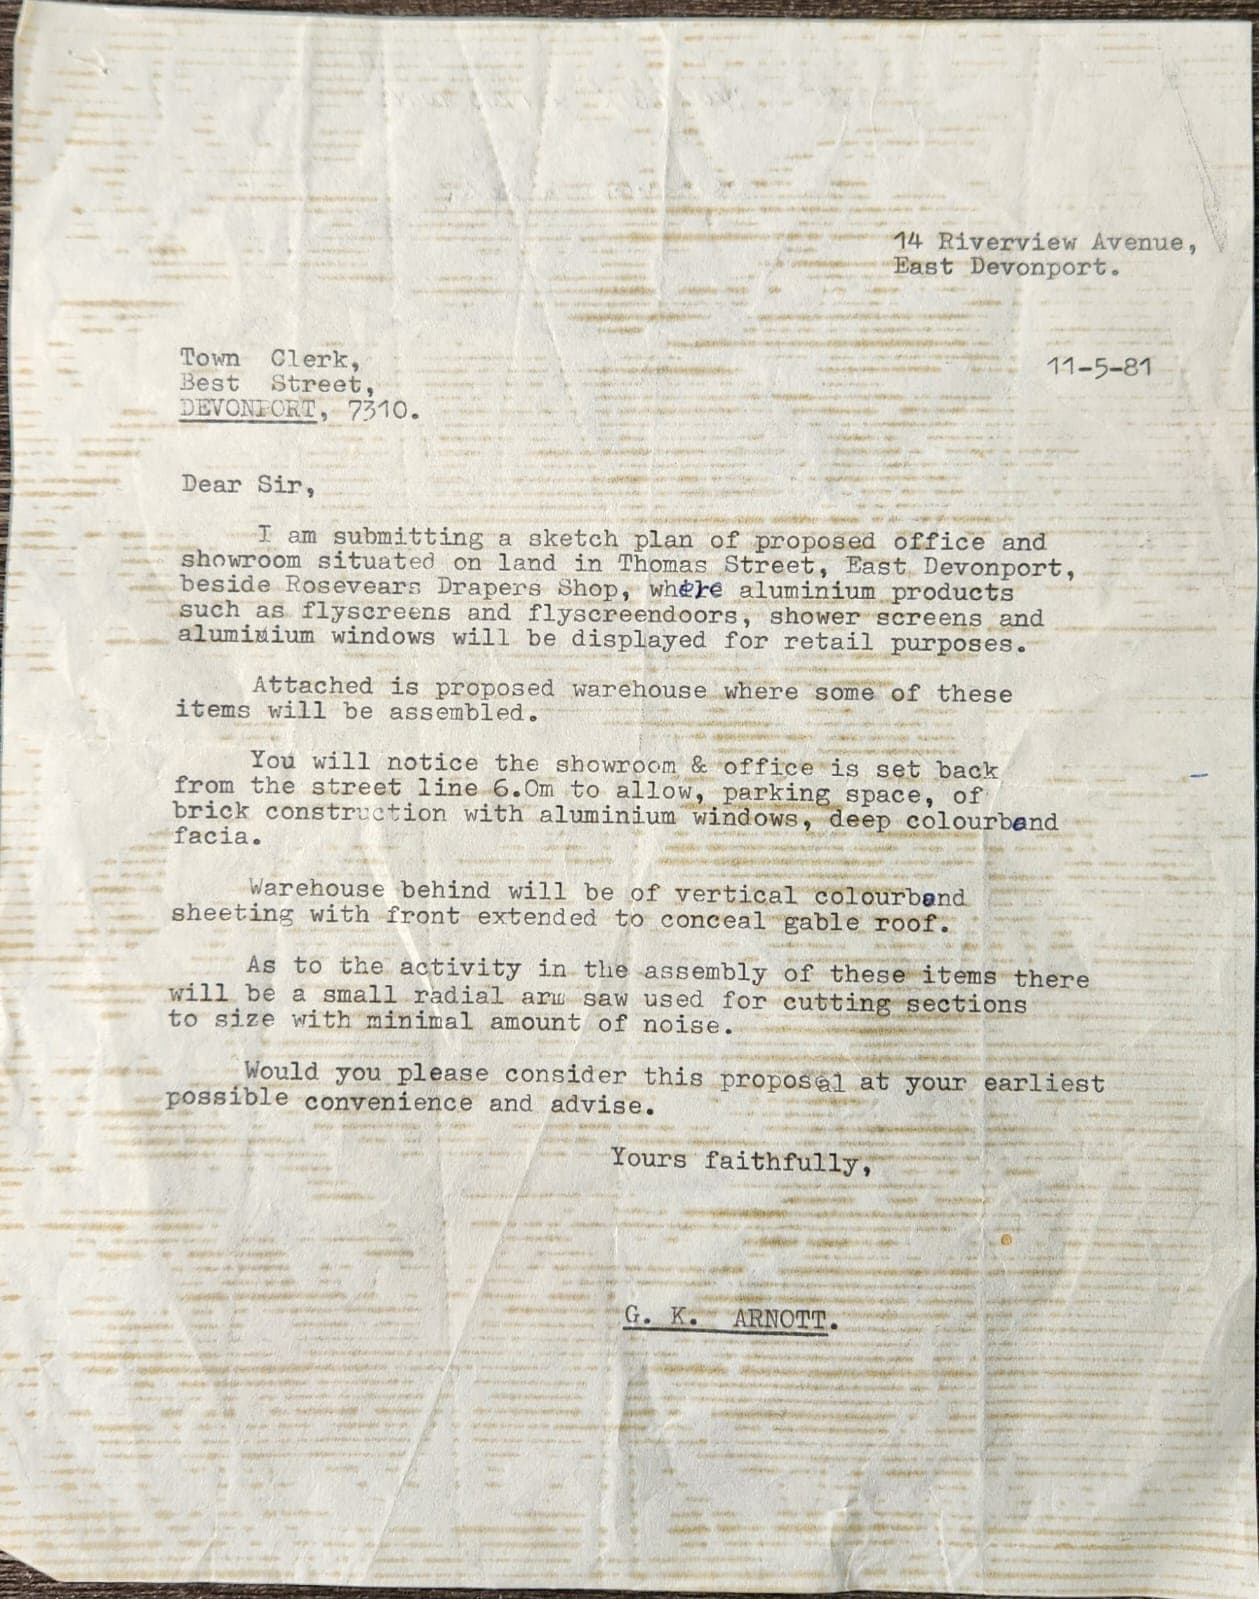 14 Riverview Avenue,
East Devonport.
Town Clerk,
Best Street,
DEVONPORT, 7310.
11-5-81
Dear Sir,
I am submitting a sketch plan of proposed office and
showroom situated on land in Thomas Street, East Devonport,
beside Rosevears Drapers Shop, where aluminium products
such as flyscreens and flyscreendoors, shower screens and
aluminium windows will be displayed for retail purposes.
Attached is proposed warehouse where some of these
items will be assembled.
You will notice the showroom & office is set back
from the street line 6.0m to allow, parking space, of
brick construction with aluminium windows, deep colourbond
facia.
Warehouse behind will be of vertical colourbond
sheeting with front extended to conceal gable roof.
As to the activity in the assembly of these items there
will be a small radial arm saw used for cutting sections
to size with minimal amount of noise.
Would you please consider this proposal at your earliest
possible convenience and advise.
Yours faithfully,
G. K. ARNOTT.